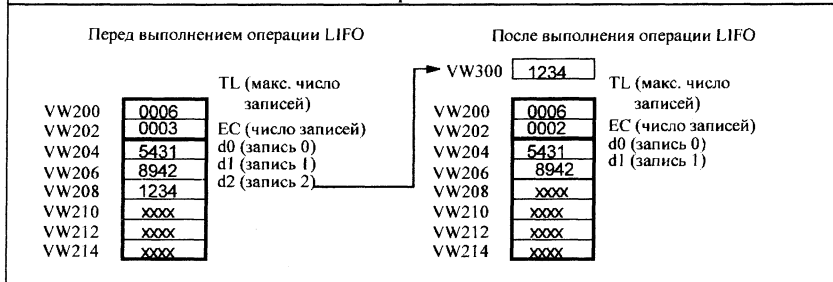 Перед выполнением операции LIFO
TL (макс. число
записей)
VW200 0006
VW202 0003 EC (число записей)
VW204 5431 d0 (запись 0)
VW206 8942 d1 (запись 1)
VW208 1234 d2 (запись 2)
VW210 xxxx
VW212 xxxx
VW214 xxxx
После выполнения операции LIFO
VW300 1234
TL (макс. число
записей)
VW200 0006
VW202 0002 EC (число записей)
VW204 5431 d0 (запись 0)
VW206 8942 d1 (запись 1)
VW208 xxxx
VW210 xxxx
VW212 xxxx
VW214 xxxx